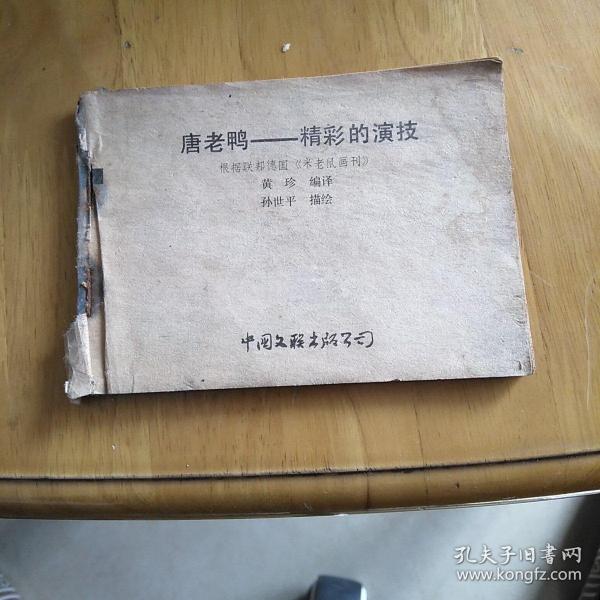 唐老鸭——精彩的演技
根据联邦德国《米老鼠画刊》
黄珍 编译
孙世平 描绘
中国文联出版公司
孔夫子旧书网
www.kongfz.com